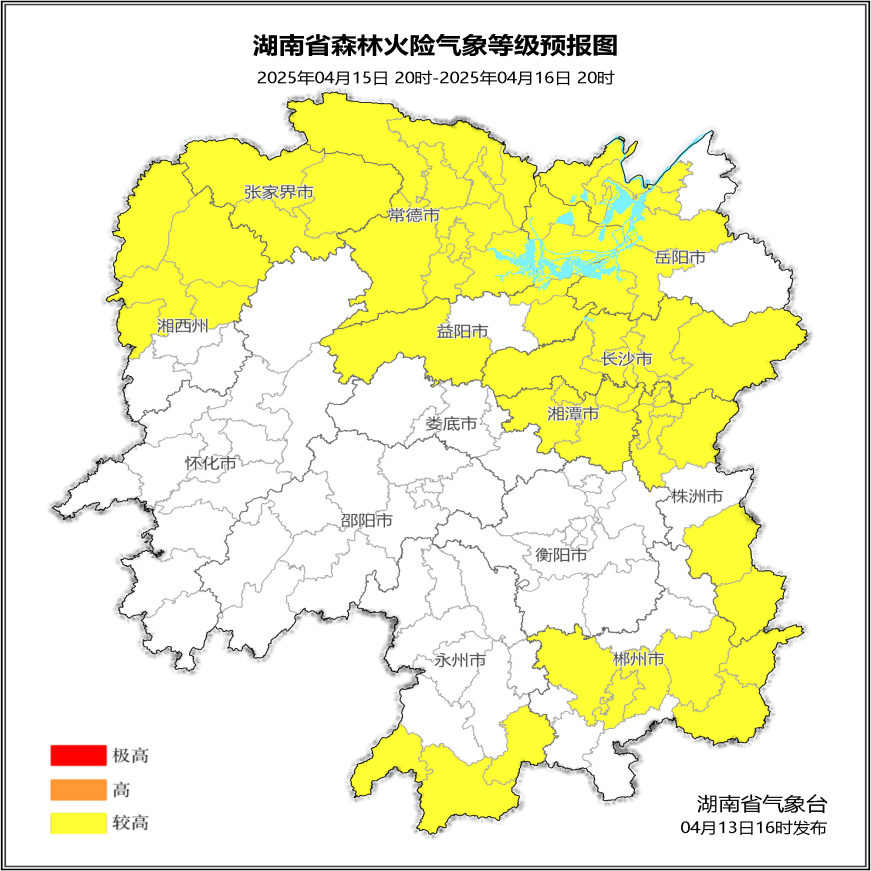 湖南省森林火险气象等级预报图
2025年04月15日 20时-2025年04月16日 20时
张家界市
常德市
岳阳市
湘西州
益阳市
长沙市
湘潭市
娄底市
怀化市
株洲市
邵阳市
衡阳市
永州市
郴州市
极高
高
较高
湖南省气象台
04月13日16时发布